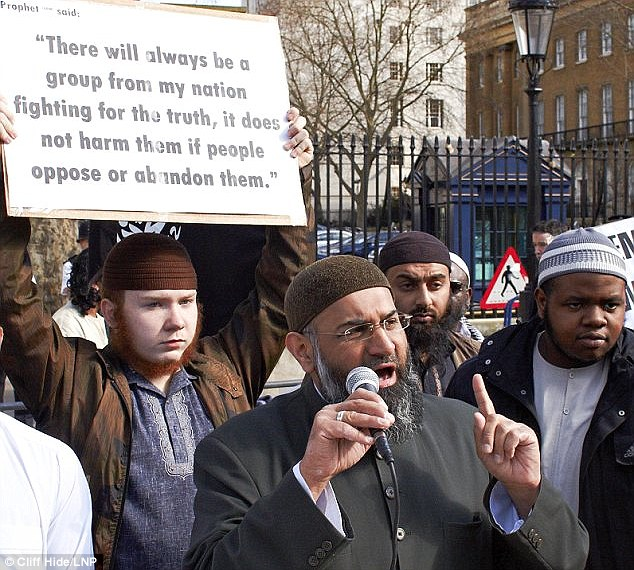 Prophet said:
"There will always be a
group from my nation
fighting for the truth, it does
not harm them if people
oppose or abandon them."
© Cliff Hide/LNP